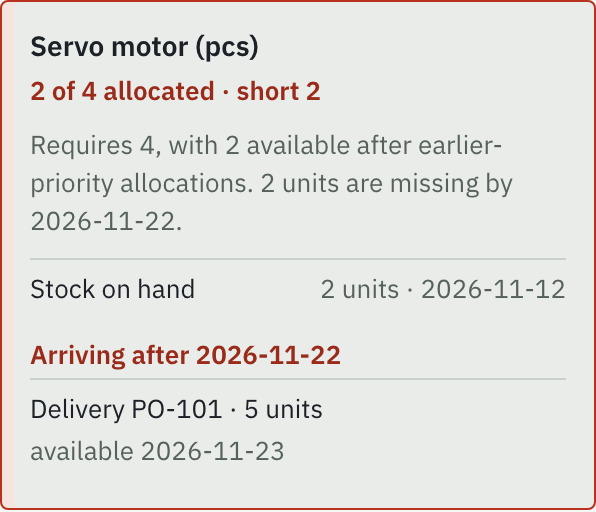 Servo motor (pcs)
2 of 4 allocated · short 2
Requires 4, with 2 available after earlier-
priority allocations. 2 units are missing by
2026-11-22.
Stock on hand 2 units · 2026-11-12
Arriving after 2026-11-22
Delivery PO-101 · 5 units
available 2026-11-23